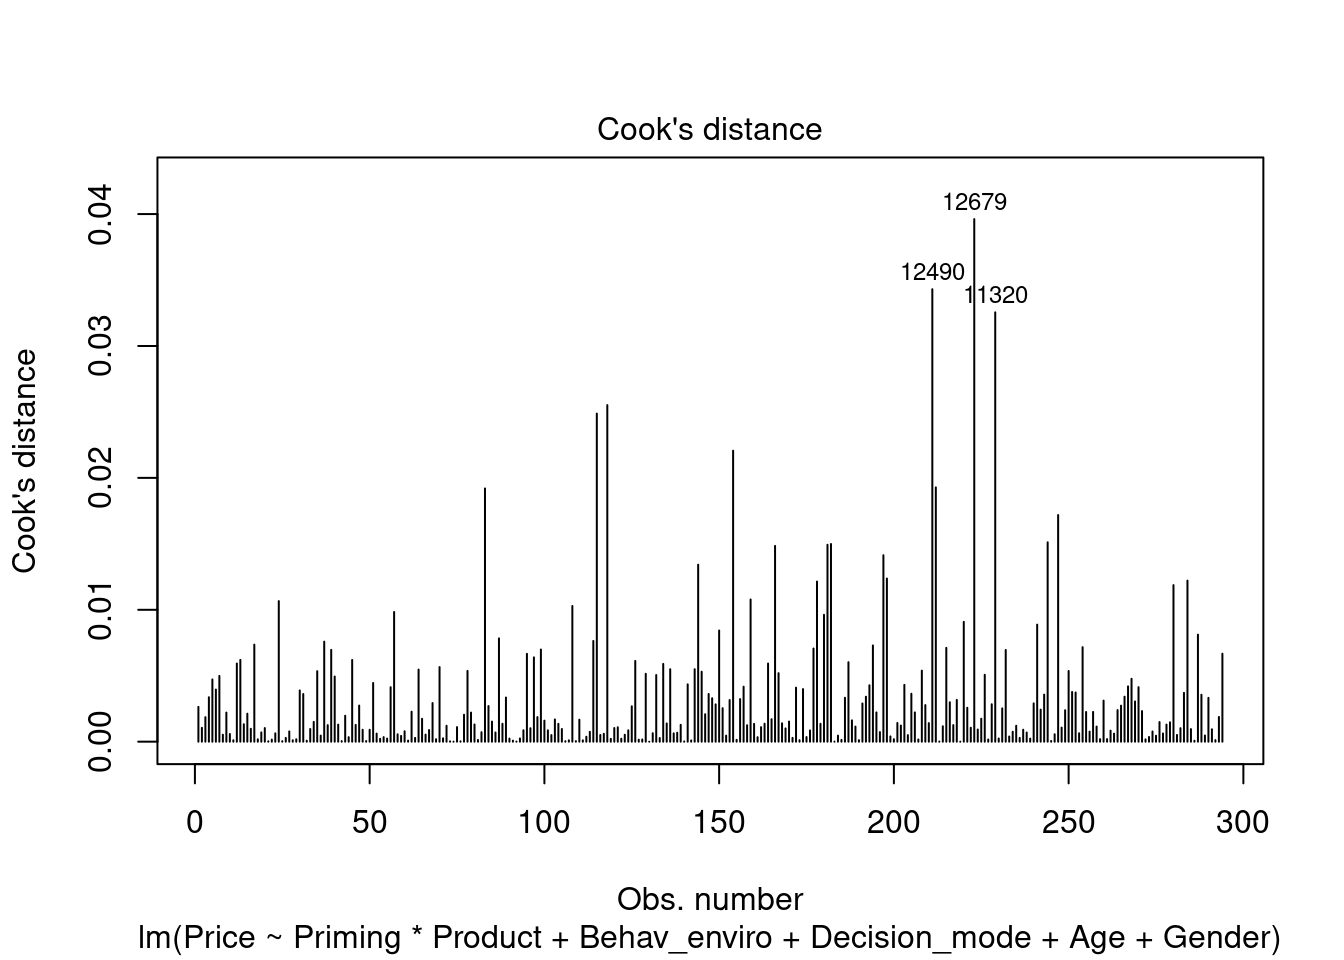 Cook's distance
12679
12490
11320
Cook's distance
0.04
0.03
0.02
0.01
0.00
0 50 100 150 200 250 300
Obs. number
lm(Price ~ Priming * Product + Behav_enviro + Decision_mode + Age + Gender)